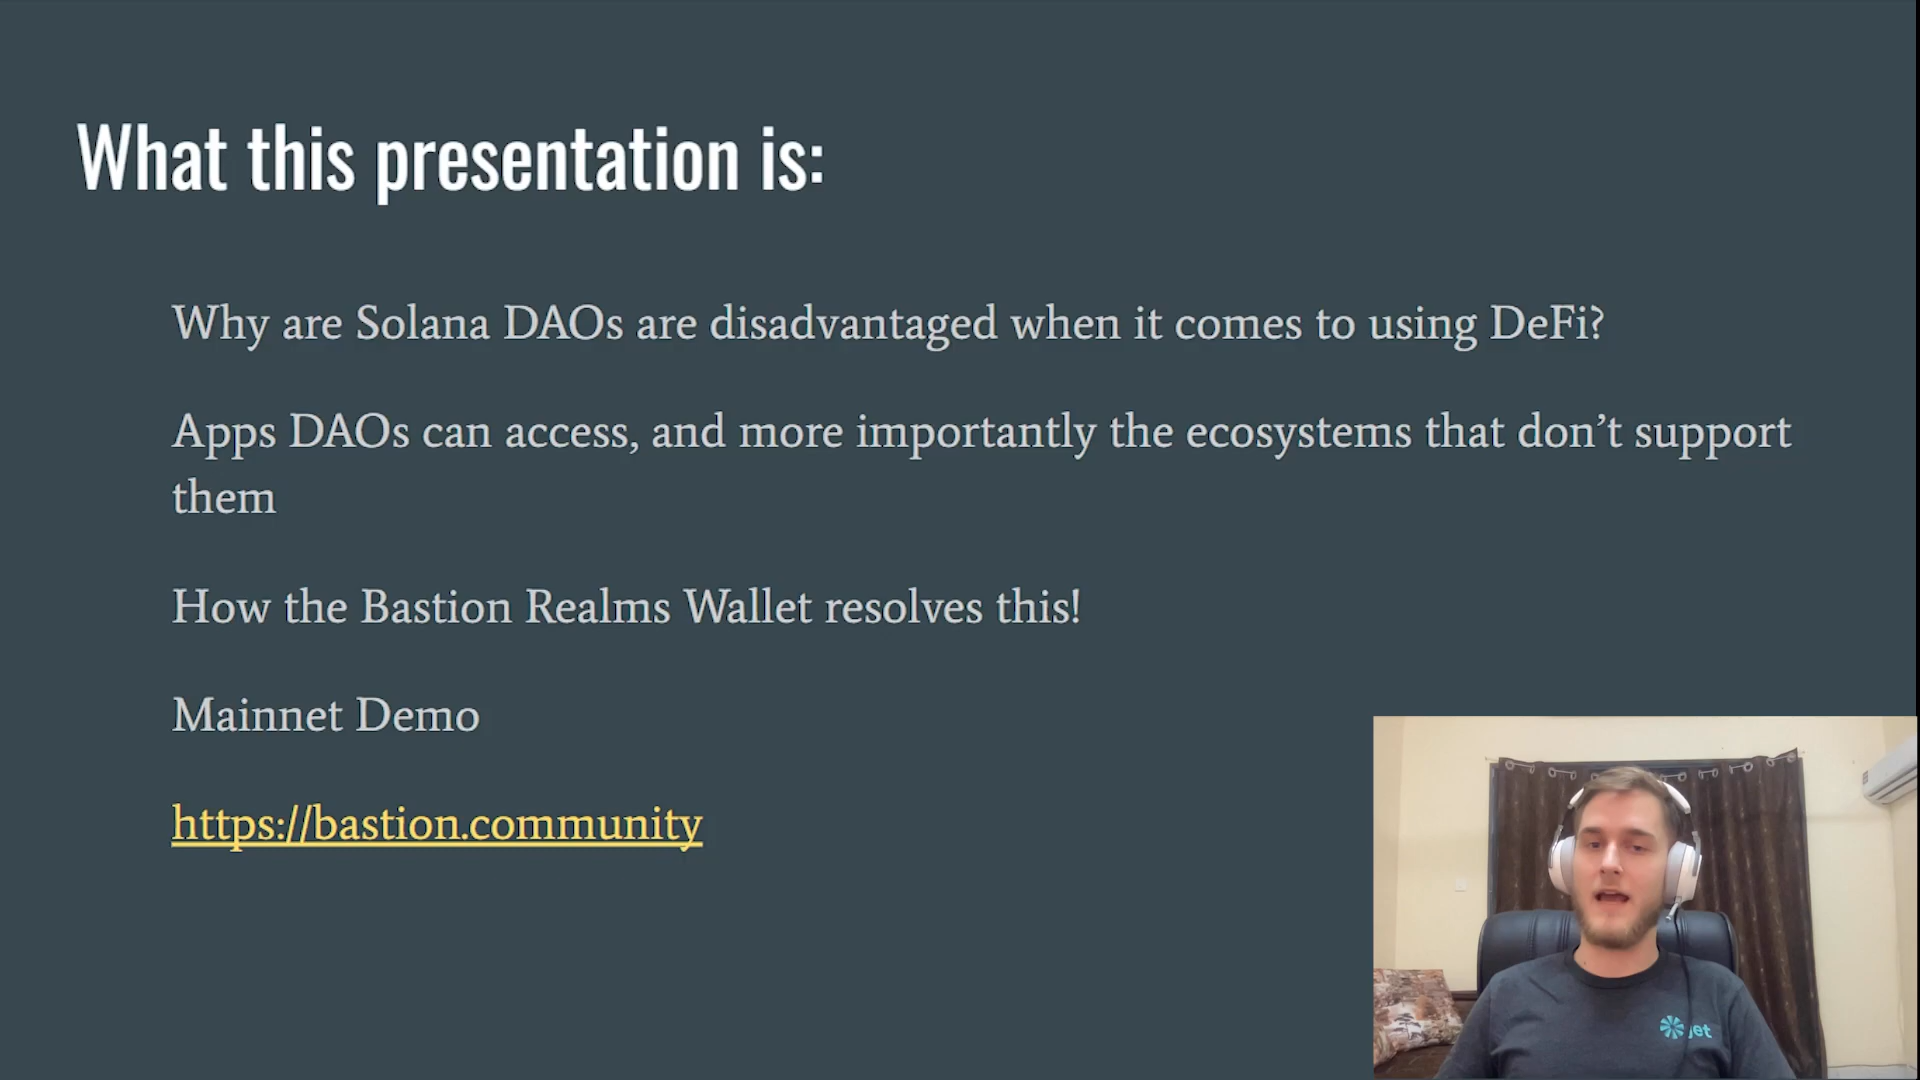 What this presentation is:
Why are Solana DAOs are disadvantaged when it comes to using DeFi?
Apps DAOs can access, and more importantly the ecosystems that don’t support
them
How the Bastion Realms Wallet resolves this!
Mainnet Demo
https://bastion.community
jet